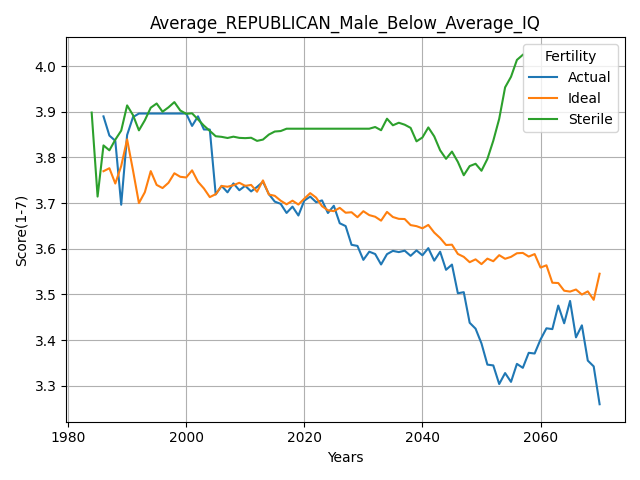 Average_REPUBLICAN_Male_Below_Average_IQ
Fertility
Actual
Ideal
Sterile
Score(1-7)
4.0
3.9
3.8
3.7
3.6
3.5
3.4
3.3
1980 2000 2020 2040 2060
Years